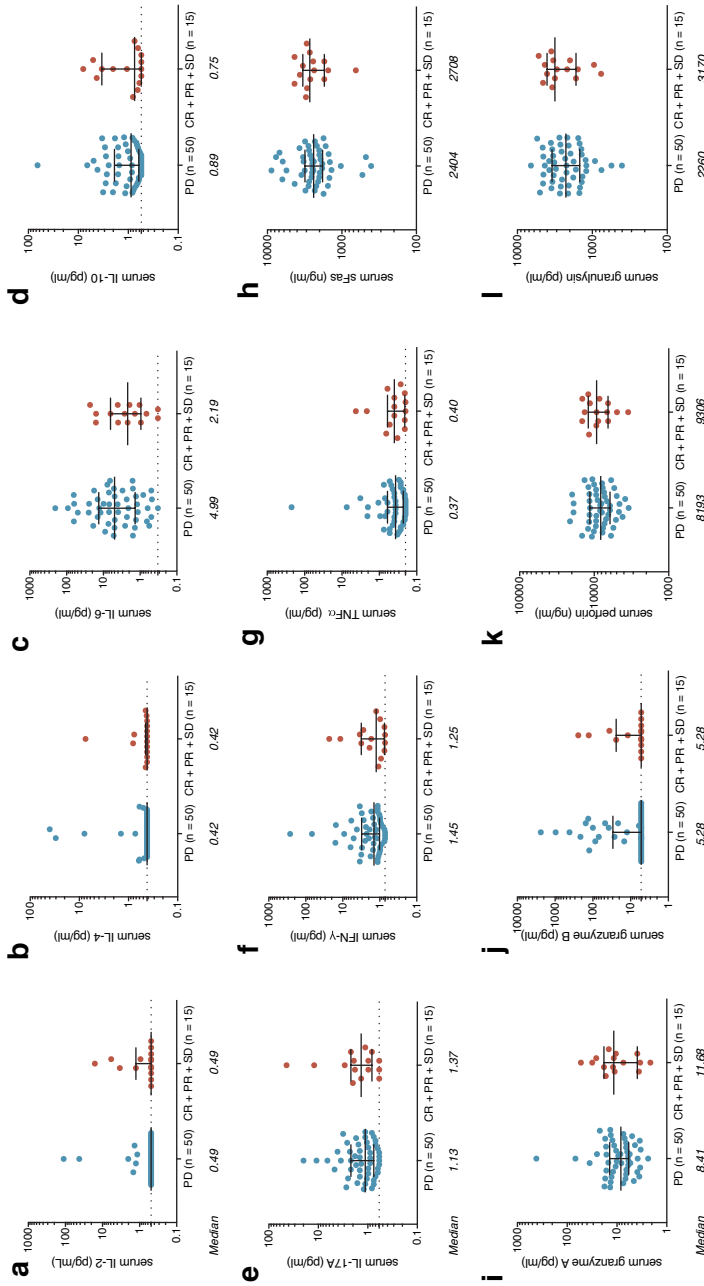 a
serum IL-2 (pg/mL)
1000
100
10
1
0.1
PD (n = 50) CR + PR + SD (n = 15)
Median
0.49
0.49
b
serum IL-4 (pg/ml)
100
10
1
0.1
PD (n = 50) CR + PR + SD (n = 15)
0.42
0.42
c
serum IL-6 (pg/ml)
1000
100
10
1
0.1
PD (n = 50) CR + PR + SD (n = 15)
4.99
2.19
d
serum IL-10 (pg/ml)
100
10
1
0.1
PD (n = 50) CR + PR + SD (n = 15)
0.89
0.75
e
serum IL-17A (pg/ml)
100
10
1
0.1
PD (n = 50) CR + PR + SD (n = 15)
Median
1.13
1.37
f
serum IFN-γ (pg/ml)
1000
100
10
1
0.1
PD (n = 50) CR + PR + SD (n = 15)
1.45
1.25
g
serum TNFα (pg/ml)
1000
100
10
1
0.1
PD (n = 50) CR + PR + SD (n = 15)
0.37
0.40
h
serum sFas (ng/ml)
10000
1000
100
PD (n = 50) CR + PR + SD (n = 15)
2404
2708
i
serum granzyme A (pg/ml)
1000
100
10
1
PD (n = 50) CR + PR + SD (n = 15)
Median
8.41
11.68
j
serum granzyme B (pg/ml)
10000
1000
100
10
1
PD (n = 50) CR + PR + SD (n = 15)
5.28
5.28
k
serum perforin (ng/ml)
100000
10000
1000
PD (n = 50) CR + PR + SD (n = 15)
8193
9306
l
serum granulysin (pg/ml)
10000
1000
100
PD (n = 50) CR + PR + SD (n = 15)
2260
3170